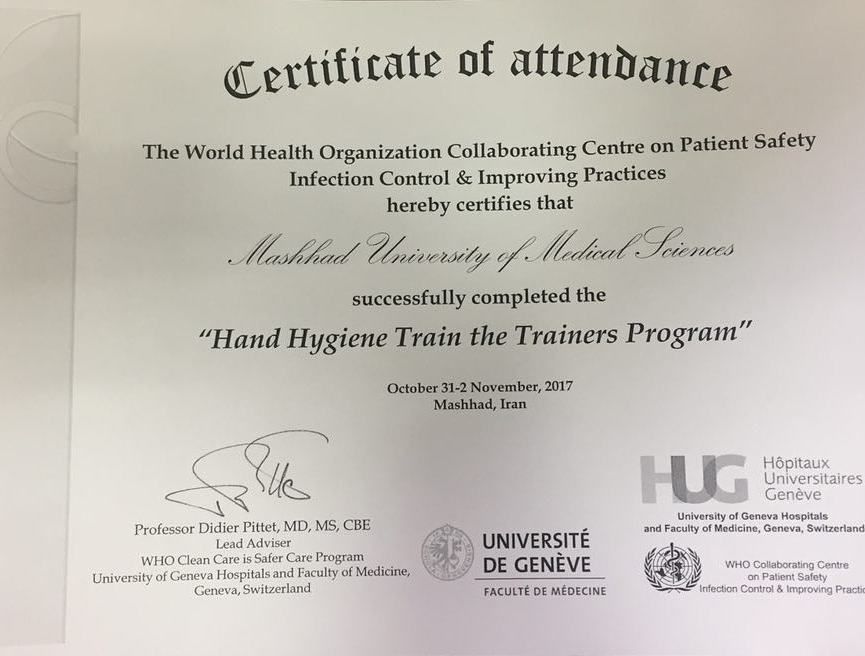 Certificate of attendance
The World Health Organization Collaborating Centre on Patient Safety
Infection Control & Improving Practices
hereby certifies that
Mashhad University of Medical Sciences
successfully completed the
“Hand Hygiene Train the Trainers Program”
October 31-2 November, 2017
Mashhad, Iran
Professor Didier Pittet, MD, MS, CBE
Lead Adviser
WHO Clean Care is Safer Care Program
University of Geneva Hospitals and Faculty of Medicine,
Geneva, Switzerland
UNIVERSITÉ
DE GENÈVE
FACULTÉ DE MÉDECINE
HUG
Hôpitaux
Universitaires
Genève
University of Geneva Hospitals
and Faculty of Medicine, Geneva, Switzerland
WHO Collaborating Centre
on Patient Safety
Infection Control & Improving Practic